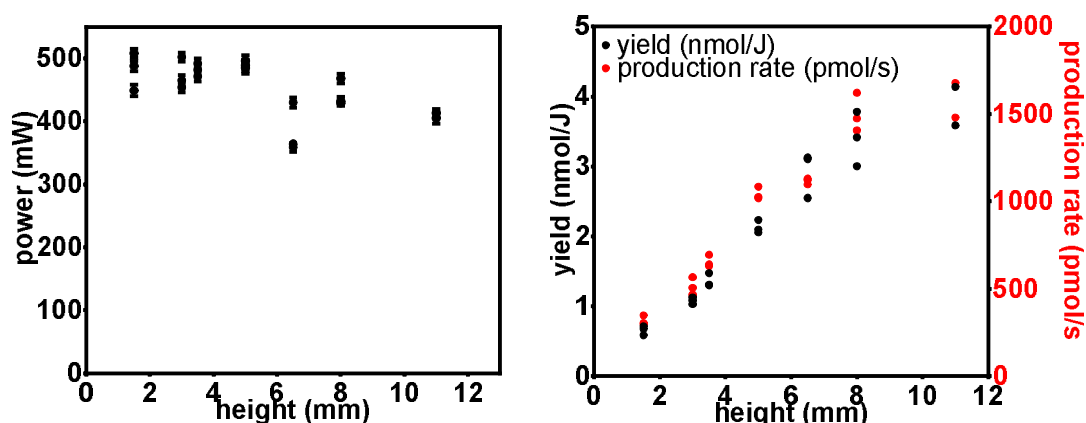 500
400
300
200
100
0
power (mW)
0 2 4 6 8 10
height (mm)
5
4
3
2
1
0
yield (nmol/J)
yield (nmol/J)
production rate (pmol/s)
2000
1500
1000
500
0
production rate (pmol/s
0 2 4 6 8 10 12
height (mm)